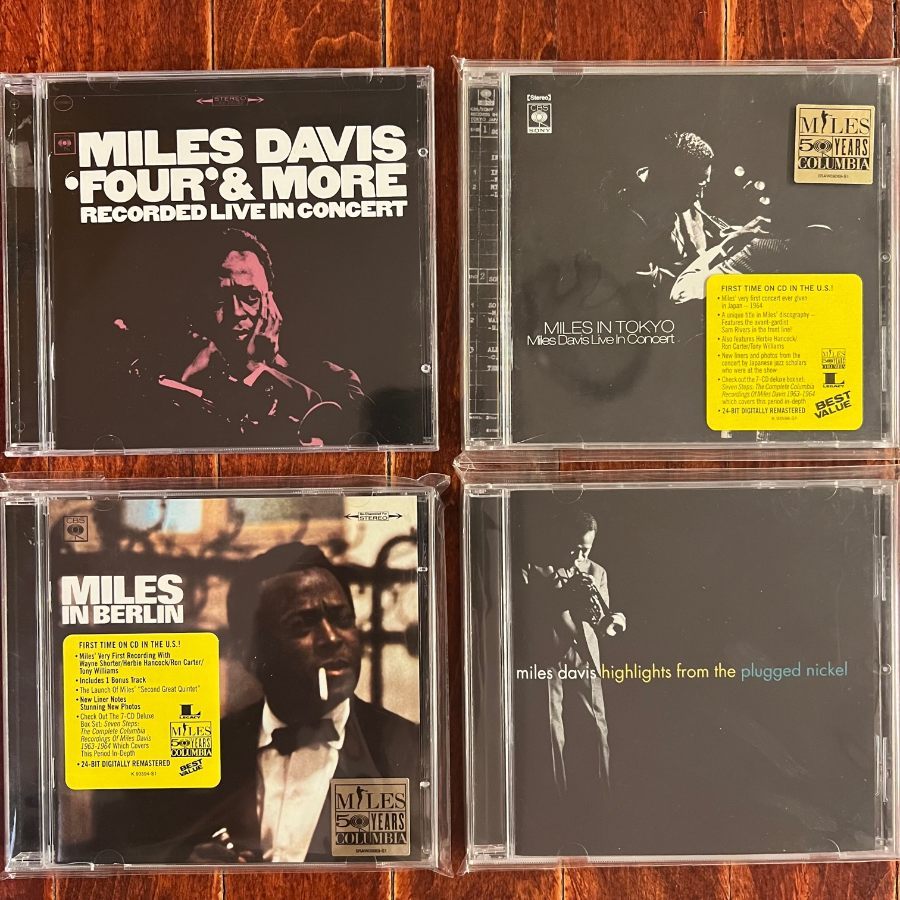 STEREO
MILES DAVIS
'FOUR' & MORE
RECORDED LIVE IN CONCERT
[Stereo]
CBS
SONY
MILES
50 YEARS
COLUMBIA
MILES IN TOKYO
Miles Davis Live In Concert
FIRST TIME ON CD IN THE U.S.!
• Miles' very first concert ever given
in Japan – 1964
• A unique title in Miles' discography –
Features the avant-gardist
Sam Rivers in the front line!
• Also features Herbie Hancock/
Ron Carter/Tony Williams
• New liners and photos from the
concert by Japanese jazz scholars
who were at the show
• Check out the 7-CD deluxe box set:
Seven Steps: The Complete Columbia
Recordings Of Miles Davis 1963-1964
which covers this period in-depth
• 24-BIT DIGITALLY REMASTERED
MILES
50 YEARS
COLUMBIA
LEGACY
BEST
VALUE
CBS
STEREO
MILES
IN BERLIN
FIRST TIME ON CD IN THE U.S.!
• Miles' Very First Recording With
Wayne Shorter/Herbie Hancock/Ron Carter/
Tony Williams
• Includes 1 Bonus Track
• The Launch Of Miles' "Second Great Quintet"
• New Liner Notes
Stunning New Photos
• Check Out The 7-CD Deluxe
Box Set: Seven Steps:
The Complete Columbia
Recordings Of Miles Davis
1963-1964 Which Covers
This Period In-Depth
• 24-BIT DIGITALLY REMASTERED
LEGACY
MILES
50 YEARS
COLUMBIA
BEST
VALUE
MILES
50 YEARS
COLUMBIA
miles davis highlights from the plugged nickel